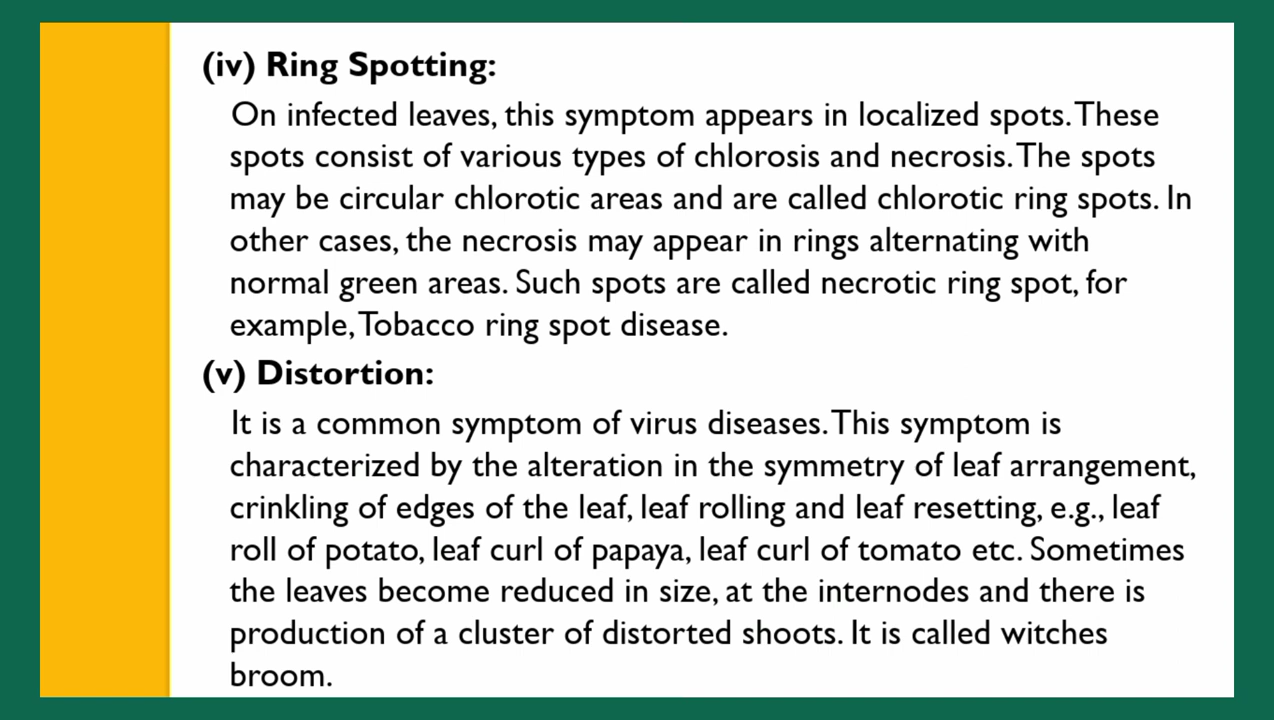 (iv) Ring Spotting:
On infected leaves, this symptom appears in localized spots. These
spots consist of various types of chlorosis and necrosis. The spots
may be circular chlorotic areas and are called chlorotic ring spots. In
other cases, the necrosis may appear in rings alternating with
normal green areas. Such spots are called necrotic ring spot, for
example, Tobacco ring spot disease.
(v) Distortion:
It is a common symptom of virus diseases. This symptom is
characterized by the alteration in the symmetry of leaf arrangement,
crinkling of edges of the leaf, leaf rolling and leaf resetting, e.g., leaf
roll of potato, leaf curl of papaya, leaf curl of tomato etc. Sometimes
the leaves become reduced in size, at the internodes and there is
production of a cluster of distorted shoots. It is called witches
broom.